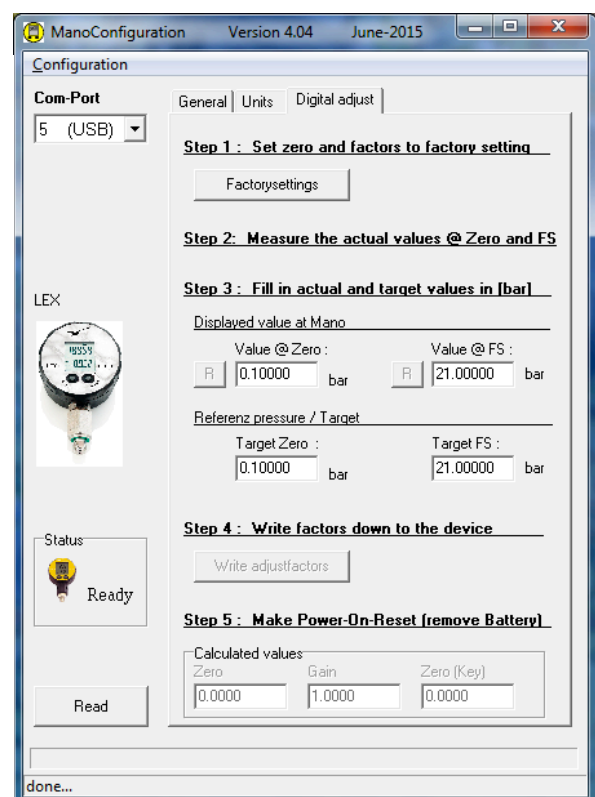 ManoConfiguration Version 4.04 June-2015
Configuration
Com-Port
5 (USB)
General Units Digital adjust
Step 1 : Set zero and factors to factory setting
Factorysettings
Step 2: Measure the actual values @ Zero and FS
Step 3 : Fill in actual and target values in [bar]
Displayed value at Mano
Value @ Zero : Value @ FS :
R 0.10000 bar R 21.00000 bar
Referenz pressure / Target
Target Zero : Target FS :
0.10000 bar 21.00000 bar
LEX
Step 4 : Write factors down to the device
Write adjustfactors
Status
Ready
Step 5 : Make Power-On-Reset (remove Battery)
Calculated values
Zero Gain Zero (Key)
0.0000 1.0000 0.0000
Read
done...